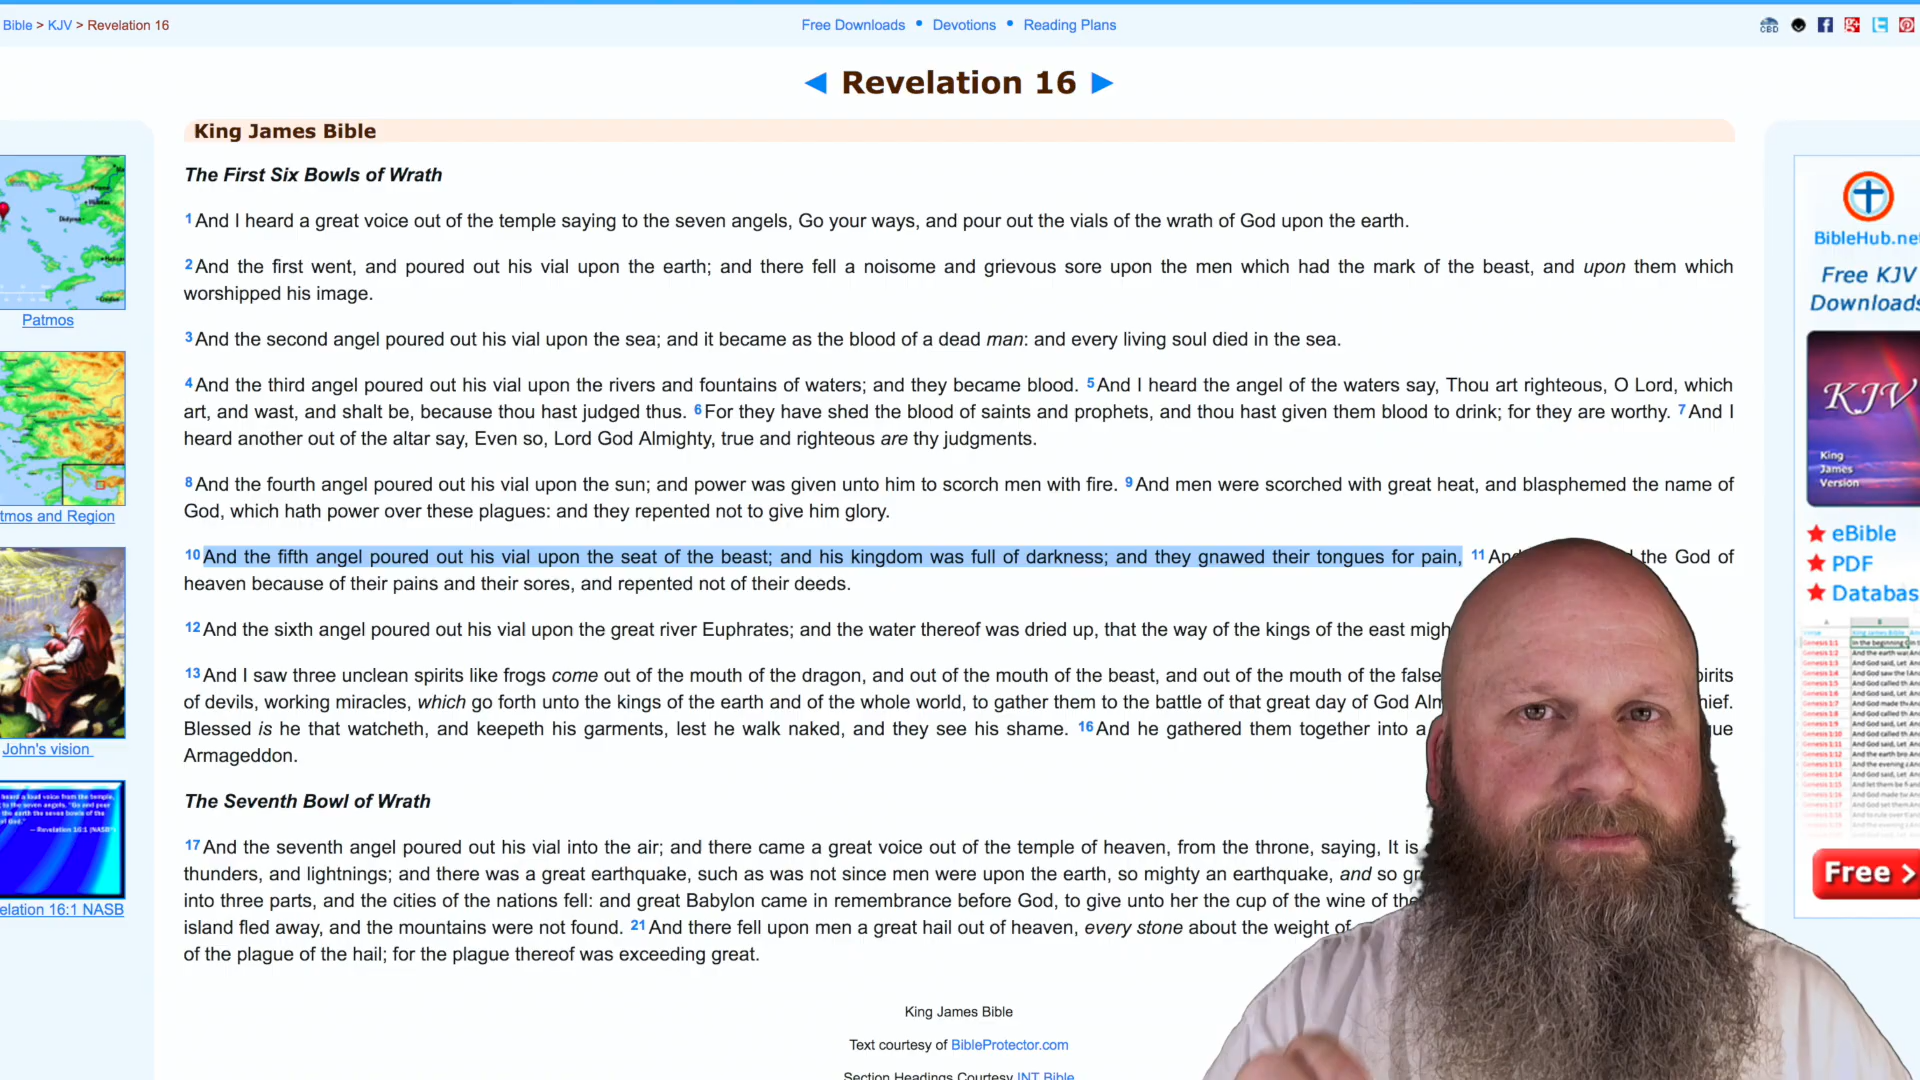 Bible > KJV > Revelation 16
Free Downloads • Devotions • Reading Plans
CBD
◄ Revelation 16 ►
King James Bible
The First Six Bowls of Wrath
1 And I heard a great voice out of the temple saying to the seven angels, Go your ways, and pour out the vials of the wrath of God upon the earth.
2 And the first went, and poured out his vial upon the earth; and there fell a noisome and grievous sore upon the men which had the mark of the beast, and upon them which
worshipped his image.
3 And the second angel poured out his vial upon the sea; and it became as the blood of a dead man: and every living soul died in the sea.
4 And the third angel poured out his vial upon the rivers and fountains of waters; and they became blood. 5 And I heard the angel of the waters say, Thou art righteous, O Lord, which
art, and wast, and shalt be, because thou hast judged thus. 6 For they have shed the blood of saints and prophets, and thou hast given them blood to drink; for they are worthy. 7 And I
heard another out of the altar say, Even so, Lord God Almighty, true and righteous are thy judgments.
8 And the fourth angel poured out his vial upon the sun; and power was given unto him to scorch men with fire. 9 And men were scorched with great heat, and blasphemed the name of
God, which hath power over these plagues: and they repented not to give him glory.
10 And the fifth angel poured out his vial upon the seat of the beast; and his kingdom was full of darkness; and they gnawed their tongues for pain, 11 the God of
heaven because of their pains and their sores, and repented not of their deeds.
12 And the sixth angel poured out his vial upon the great river Euphrates; and the water thereof was dried up, that the way of the kings of the east
13 And I saw three unclean spirits like frogs come out of the mouth of the dragon, and out of the mouth of the beast, and out of the mouth of the false
of devils, working miracles, which go forth unto the kings of the earth and of the whole world, to gather them to the battle of that great day of God
Blessed is he that watcheth, and keepeth his garments, lest he walk naked, and they see his shame. 16 And he gathered them together into a
Armageddon.
The Seventh Bowl of Wrath
17 And the seventh angel poured out his vial into the air; and there came a great voice out of the temple of heaven, from the throne, saying, It is
thunders, and lightnings; and there was a great earthquake, such as was not since men were upon the earth, so mighty an earthquake, and so
into three parts, and the cities of the nations fell: and great Babylon came in remembrance before God, to give unto her the cup of the wine of the
island fled away, and the mountains were not found. 21 And there fell upon men a great hail out of heaven, every stone about the weight of
of the plague of the hail; for the plague thereof was exceeding great.
King James Bible
Text courtesy of BibleProtector.com
Section Headings Courtesy INT Bible
Patmos
tmos and Region
John's vision
elation 16:1 NASB
BibleHub.ne
Free KJV
Downloads
KJV
King
James
Version
★ eBible
★ PDF
★ Databas
Free >